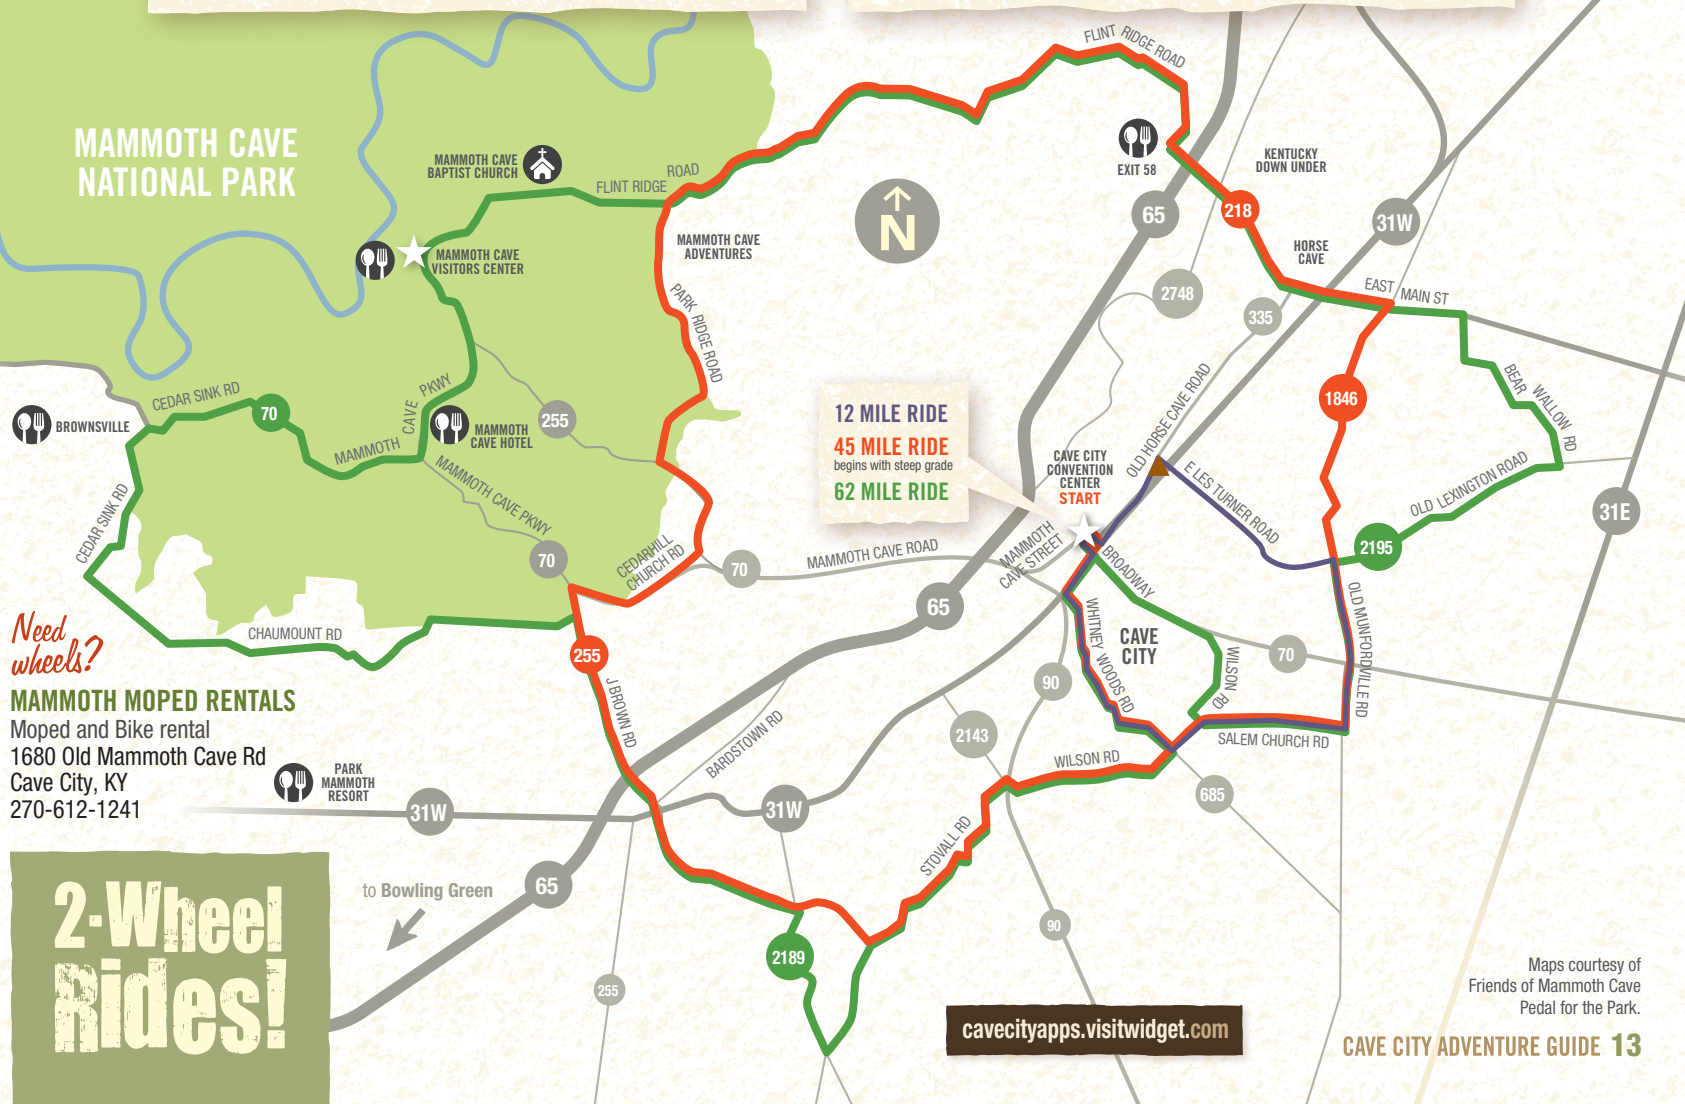 FLINT RIDGE ROAD
MAMMOTH CAVE
NATIONAL PARK
MAMMOTH CAVE
BAPTIST CHURCH
FLINT RIDGE ROAD
EXIT 58
KENTUCKY
DOWN UNDER
65
218
31W
N
MAMMOTH CAVE
VISITORS CENTER
MAMMOTH CAVE
ADVENTURES
HORSE
CAVE
EAST MAIN ST
2748
335
PARK RIDGE ROAD
CEDAR SINK RD
70
BROWNSVILLE
MAMMOTH CAVE PKWY
MAMMOTH
CAVE HOTEL
255
12 MILE RIDE
45 MILE RIDE
begins with steep grade
62 MILE RIDE
CAVE CITY
CONVENTION
CENTER
START
OLD HORSE CAVE ROAD
1846
BEAR WALLOW RD
E LES TURNER ROAD
OLD LEXINGTON ROAD
31E
2195
CEDAR SINK RD
MAMMOTH CAVE PKWY
70
CEDARHILL
CHURCH RD
70
MAMMOTH CAVE ROAD
MAMMOTH
CAVE STREET
BROADWAY
65
OLD MUNFORDVILLE RD
WHITNEY WOODS RD
CAVE
CITY
WILSON RD
70
CHAUMOUNT RD
255
J BROWN RD
90
Need
wheels?
MAMMOTH MOPED RENTALS
Moped and Bike rental
1680 Old Mammoth Cave Rd
Cave City, KY
270-612-1241
PARK
MAMMOTH
RESORT
31W
BARDSTOWN RD
31W
2143
WILSON RD
SALEM CHURCH RD
685
STOVALL RD
65
to Bowling Green
2-Wheel
Rides!
255
2189
90
cavecityapps.visitwidget.com
Maps courtesy of
Friends of Mammoth Cave
Pedal for the Park.
CAVE CITY ADVENTURE GUIDE 13